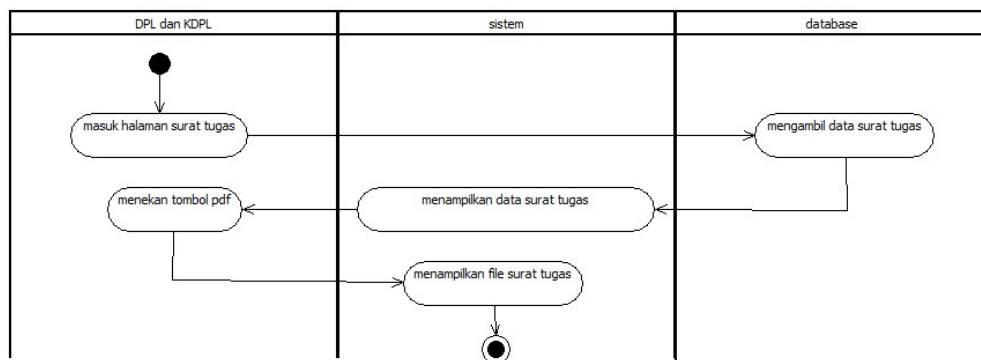 DPL dan KDPL
sistem
database
masuk halaman surat tugas
mengambil data surat tugas
menekan tombol pdf
menampilkan data surat tugas
menampilkan file surat tugas